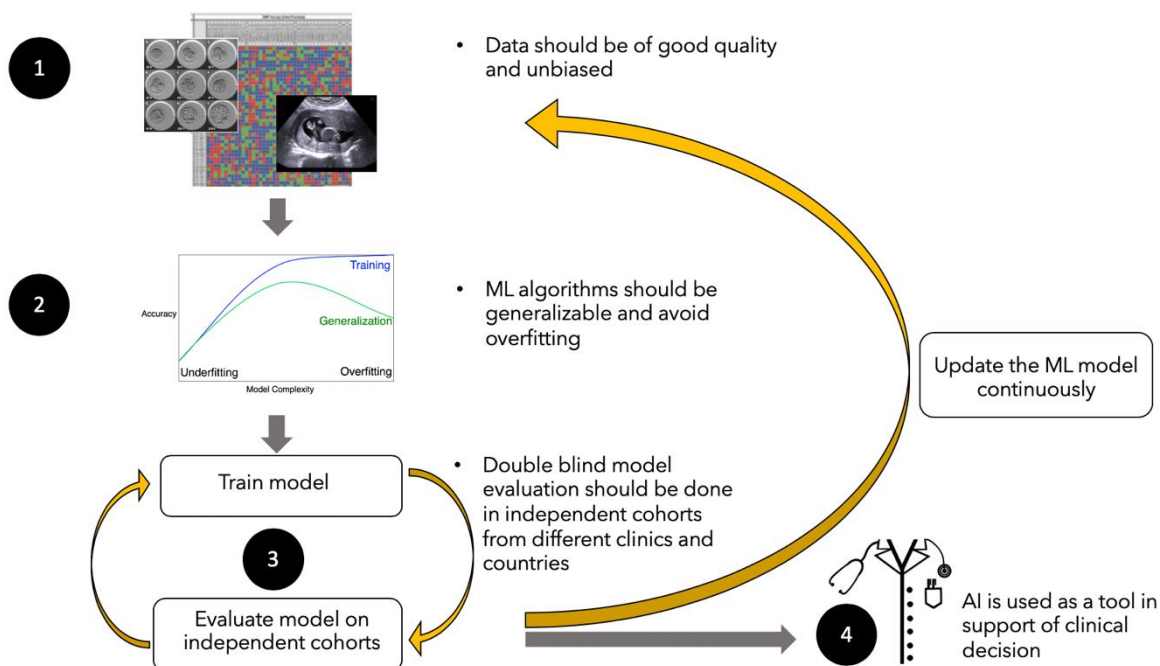 1
• Data should be of good quality
and unbiased
2
Training
Accuracy
Generalization
Underfitting
Overfitting
Model Complexity
• ML algorithms should be
generalizable and avoid
overfitting
Update the ML model
continuously
Train model
3
Evaluate model on
independent cohorts
• Double blind model
evaluation should be done
in independent cohorts
from different clinics and
countries
4
AI is used as a tool in
support of clinical
decision